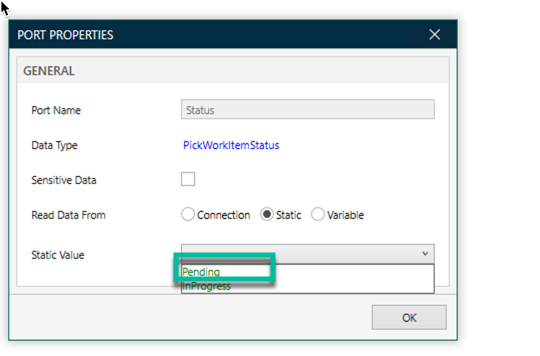 PORT PROPERTIES
GENERAL
Port Name Status
Data Type PickWorkItemStatus
Sensitive Data
Read Data From Connection Static Variable
Static Value
Pending
InProgress
OK